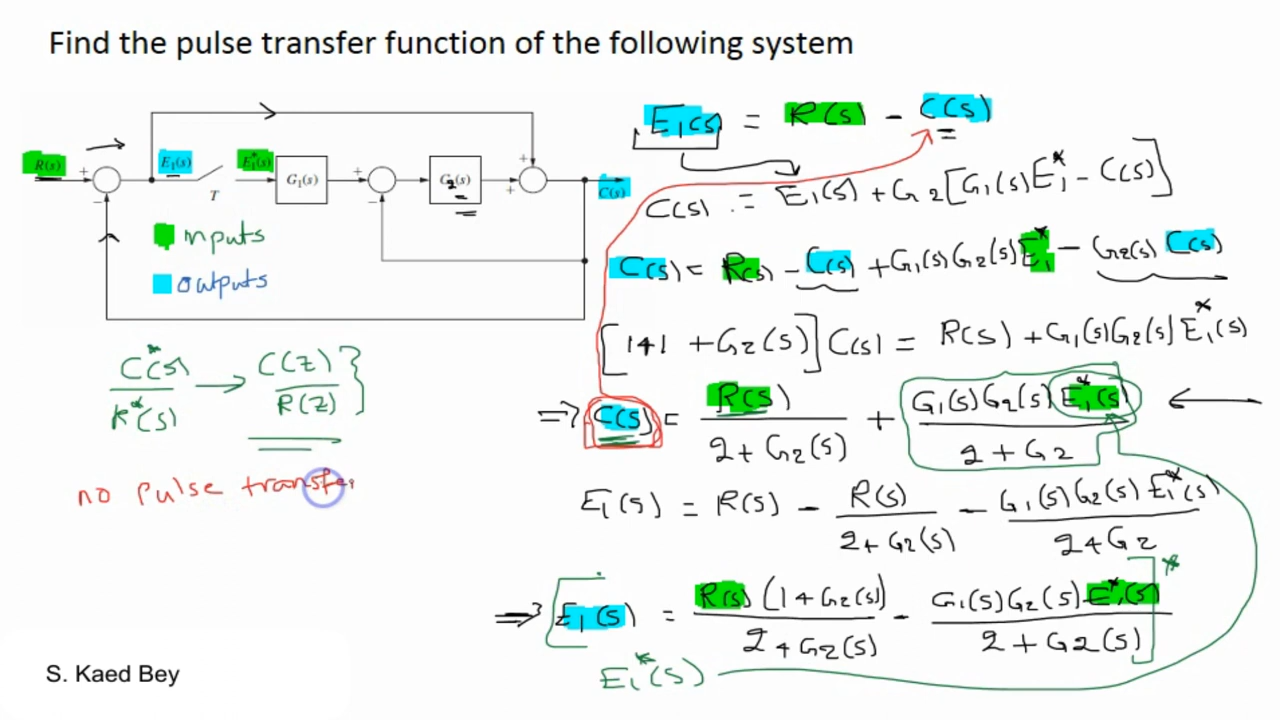 Find the pulse transfer function of the following system
R(s) + − E₁(s) T E₁*(s) G₁(s) + − G₂(s) + + C(s)
inputs
outputs
C*(s) / R*(s) → C(z) / R(z) }
no pulse transfer
E₁(s) = R(s) − C(s)
C(s) = E₁(s) + G₂[G₁(s)E₁* − C(s)]
C(s) = R(s) − C(s) + G₁(s)G₂(s)E₁* − G₂(s) C(s)
[1+1 + G₂(s)] C(s) = R(s) + G₁(s)G₂(s)E₁*(s)
⇒ C(s) = R(s) / 2+G₂(s) + G₁(s)G₂(s)E₁*(s) / 2+G₂ ←
E₁(s) = R(s) − R(s) / 2+G₂(s) − G₁(s)G₂(s)E₁*(s) / 2+G₂
⇒ [E₁(s) = R(s)(1+G₂(s)) / 2+G₂(s) − G₁(s)G₂(s)E₁*(s) / 2+G₂(s)]*
E₁*(s)
S. Kaed Bey